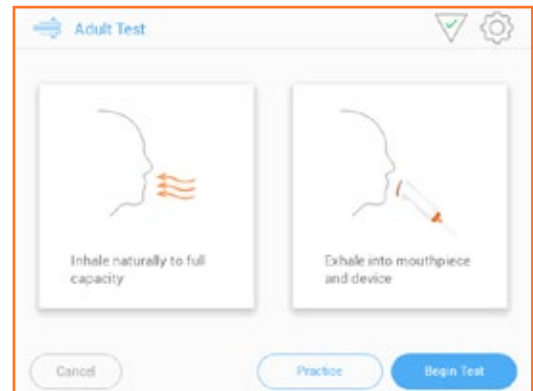 Adult Test
Inhale naturally to full
capacity
Exhale into mouthpiece
and device
Cancel
Practice
Begin Test